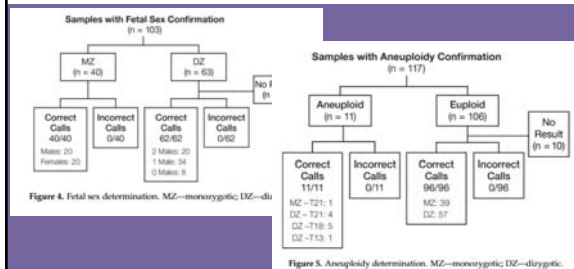 Samples with Fetal Sex Confirmation
(n = 103)
MZ
(n = 40)
DZ
(n = 63)
No
(n
Correct
Calls
40/40
Males: 20
Females: 20
Incorrect
Calls
0/40
Correct
Calls
62/62
2 Males: 20
1 Male: 34
0 Males: 8
Incorrect
Calls
0/62
Figure 4. Fetal sex determination. MZ—monozygotic; DZ—
Samples with Aneuploidy Confirmation
(n = 117)
Aneuploid
(n = 11)
Euploid
(n = 106)
No
Result
(n = 10)
Correct
Calls
11/11
MZ – T21: 1
DZ – T21: 4
DZ – T18: 5
DZ – T13: 1
Incorrect
Calls
0/11
Correct
Calls
96/96
MZ: 39
DZ: 57
Incorrect
Calls
0/96
Figure 5. Aneuploidy determination. MZ—monozygotic; DZ—dizygotic.